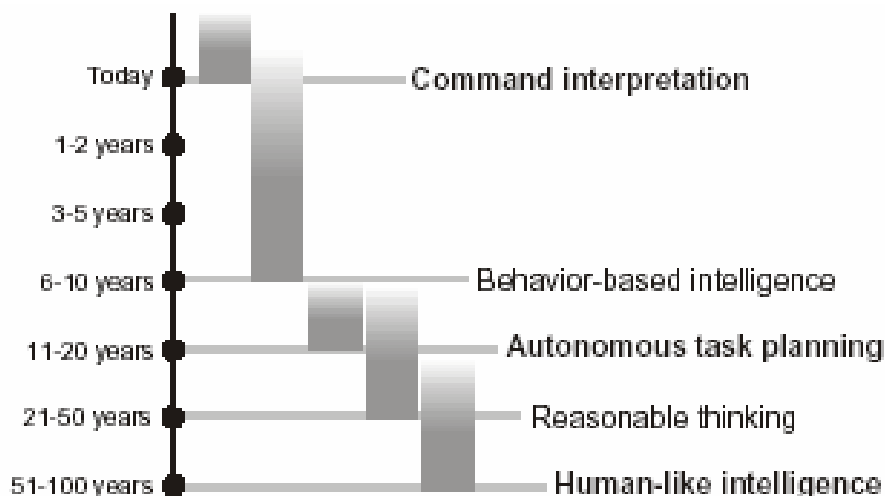 Today
Command interpretation
1-2 years
3-5 years
6-10 years
Behavior-based intelligence
11-20 years
Autonomous task planning
21-50 years
Reasonable thinking
51-100 years
Human-like intelligence